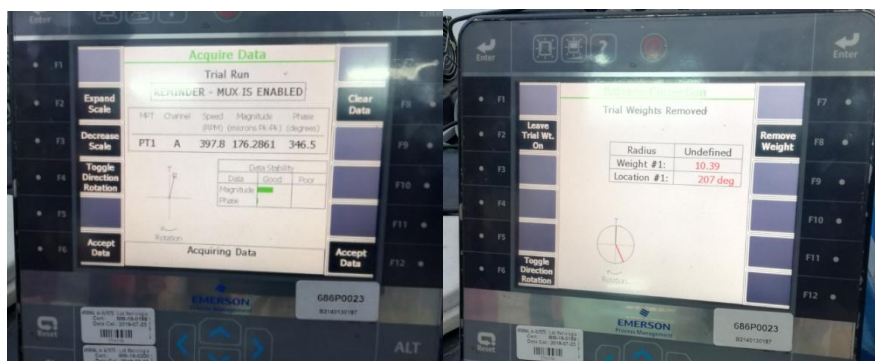 Enter
Acquire Data
Trial Run
REMINDER - MUX IS ENABLED
MPT Channel Speed Magnitude Phase
(RPM) (microns Pk-Pk) (degrees)
PT1 A 397.8 176.2861 346.5
Data Stability
Data Good Poor
Magnitude
Phase
Rotation
Acquiring Data
F1
F2
F3
F4
F5
F6
Expand
Scale
Decrease
Scale
Toggle
Direction
Rotation
Accept
Data
Clear
Data
Accept
Data
F8
F9
F10
F11
F12
EMERSON
Process Management
686P0023
B2140130187
Reset
ALT
Enter
?
Enter
Trial Weights Removed
Radius Undefined
Weight #1: 10.39
Location #1: 207 deg
Rotation
F1
F2
F3
F4
F5
F6
Leave
Trial Wt.
On
Toggle
Direction
Rotation
Remove
Weight
F7
F8
F9
F10
F11
F12
EMERSON
Process Management
686P0023
B2140130187
Reset